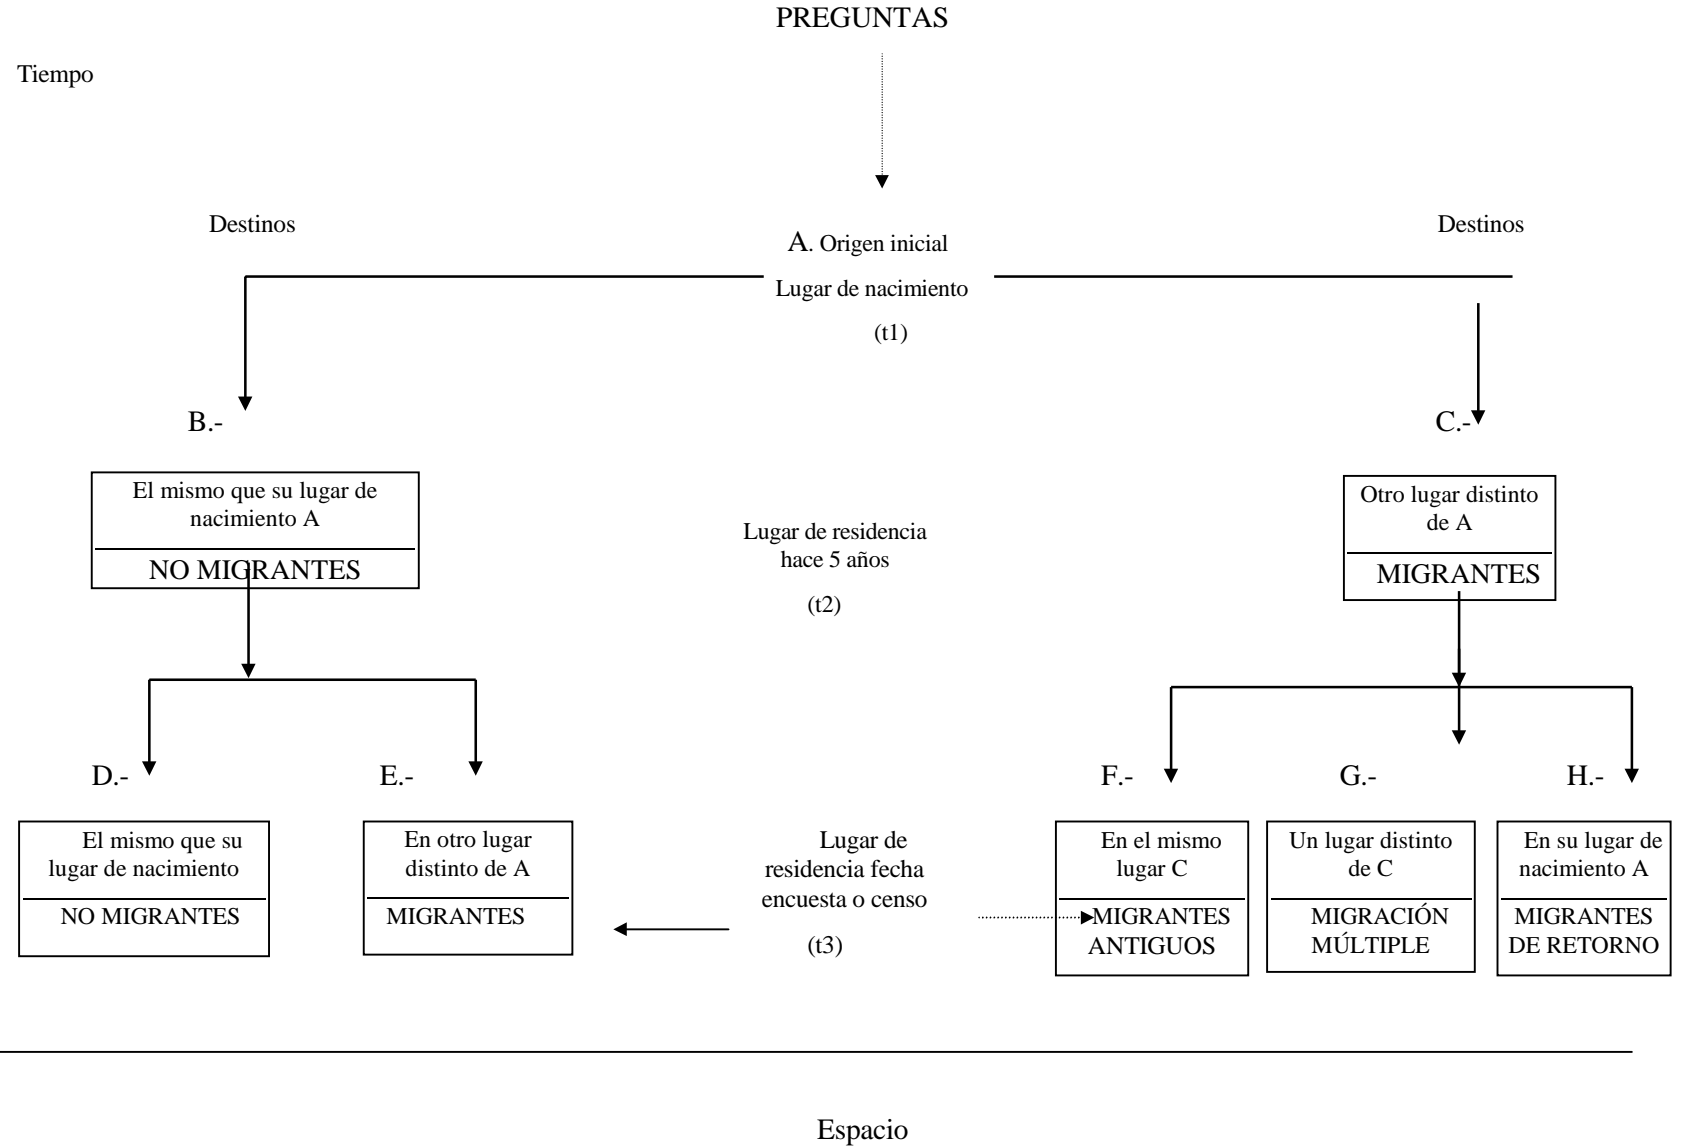 PREGUNTAS
Tiempo
Destinos
Destinos
A. Origen inicial
Lugar de nacimiento
(t1)
B.-
C.-
El mismo que su lugar de
nacimiento A
NO MIGRANTES
Lugar de residencia
hace 5 años
(t2)
Otro lugar distinto
de A
MIGRANTES
D.-
E.-
F.-
G.-
H.-
El mismo que su
lugar de nacimiento
NO MIGRANTES
En otro lugar
distinto de A
MIGRANTES
Lugar de
residencia fecha
encuesta o censo
(t3)
En el mismo
lugar C
MIGRANTES
ANTIGUOS
Un lugar distinto
de C
MIGRACIÓN
MÚLTIPLE
En su lugar de
nacimiento A
MIGRANTES
DE RETORNO
Espacio